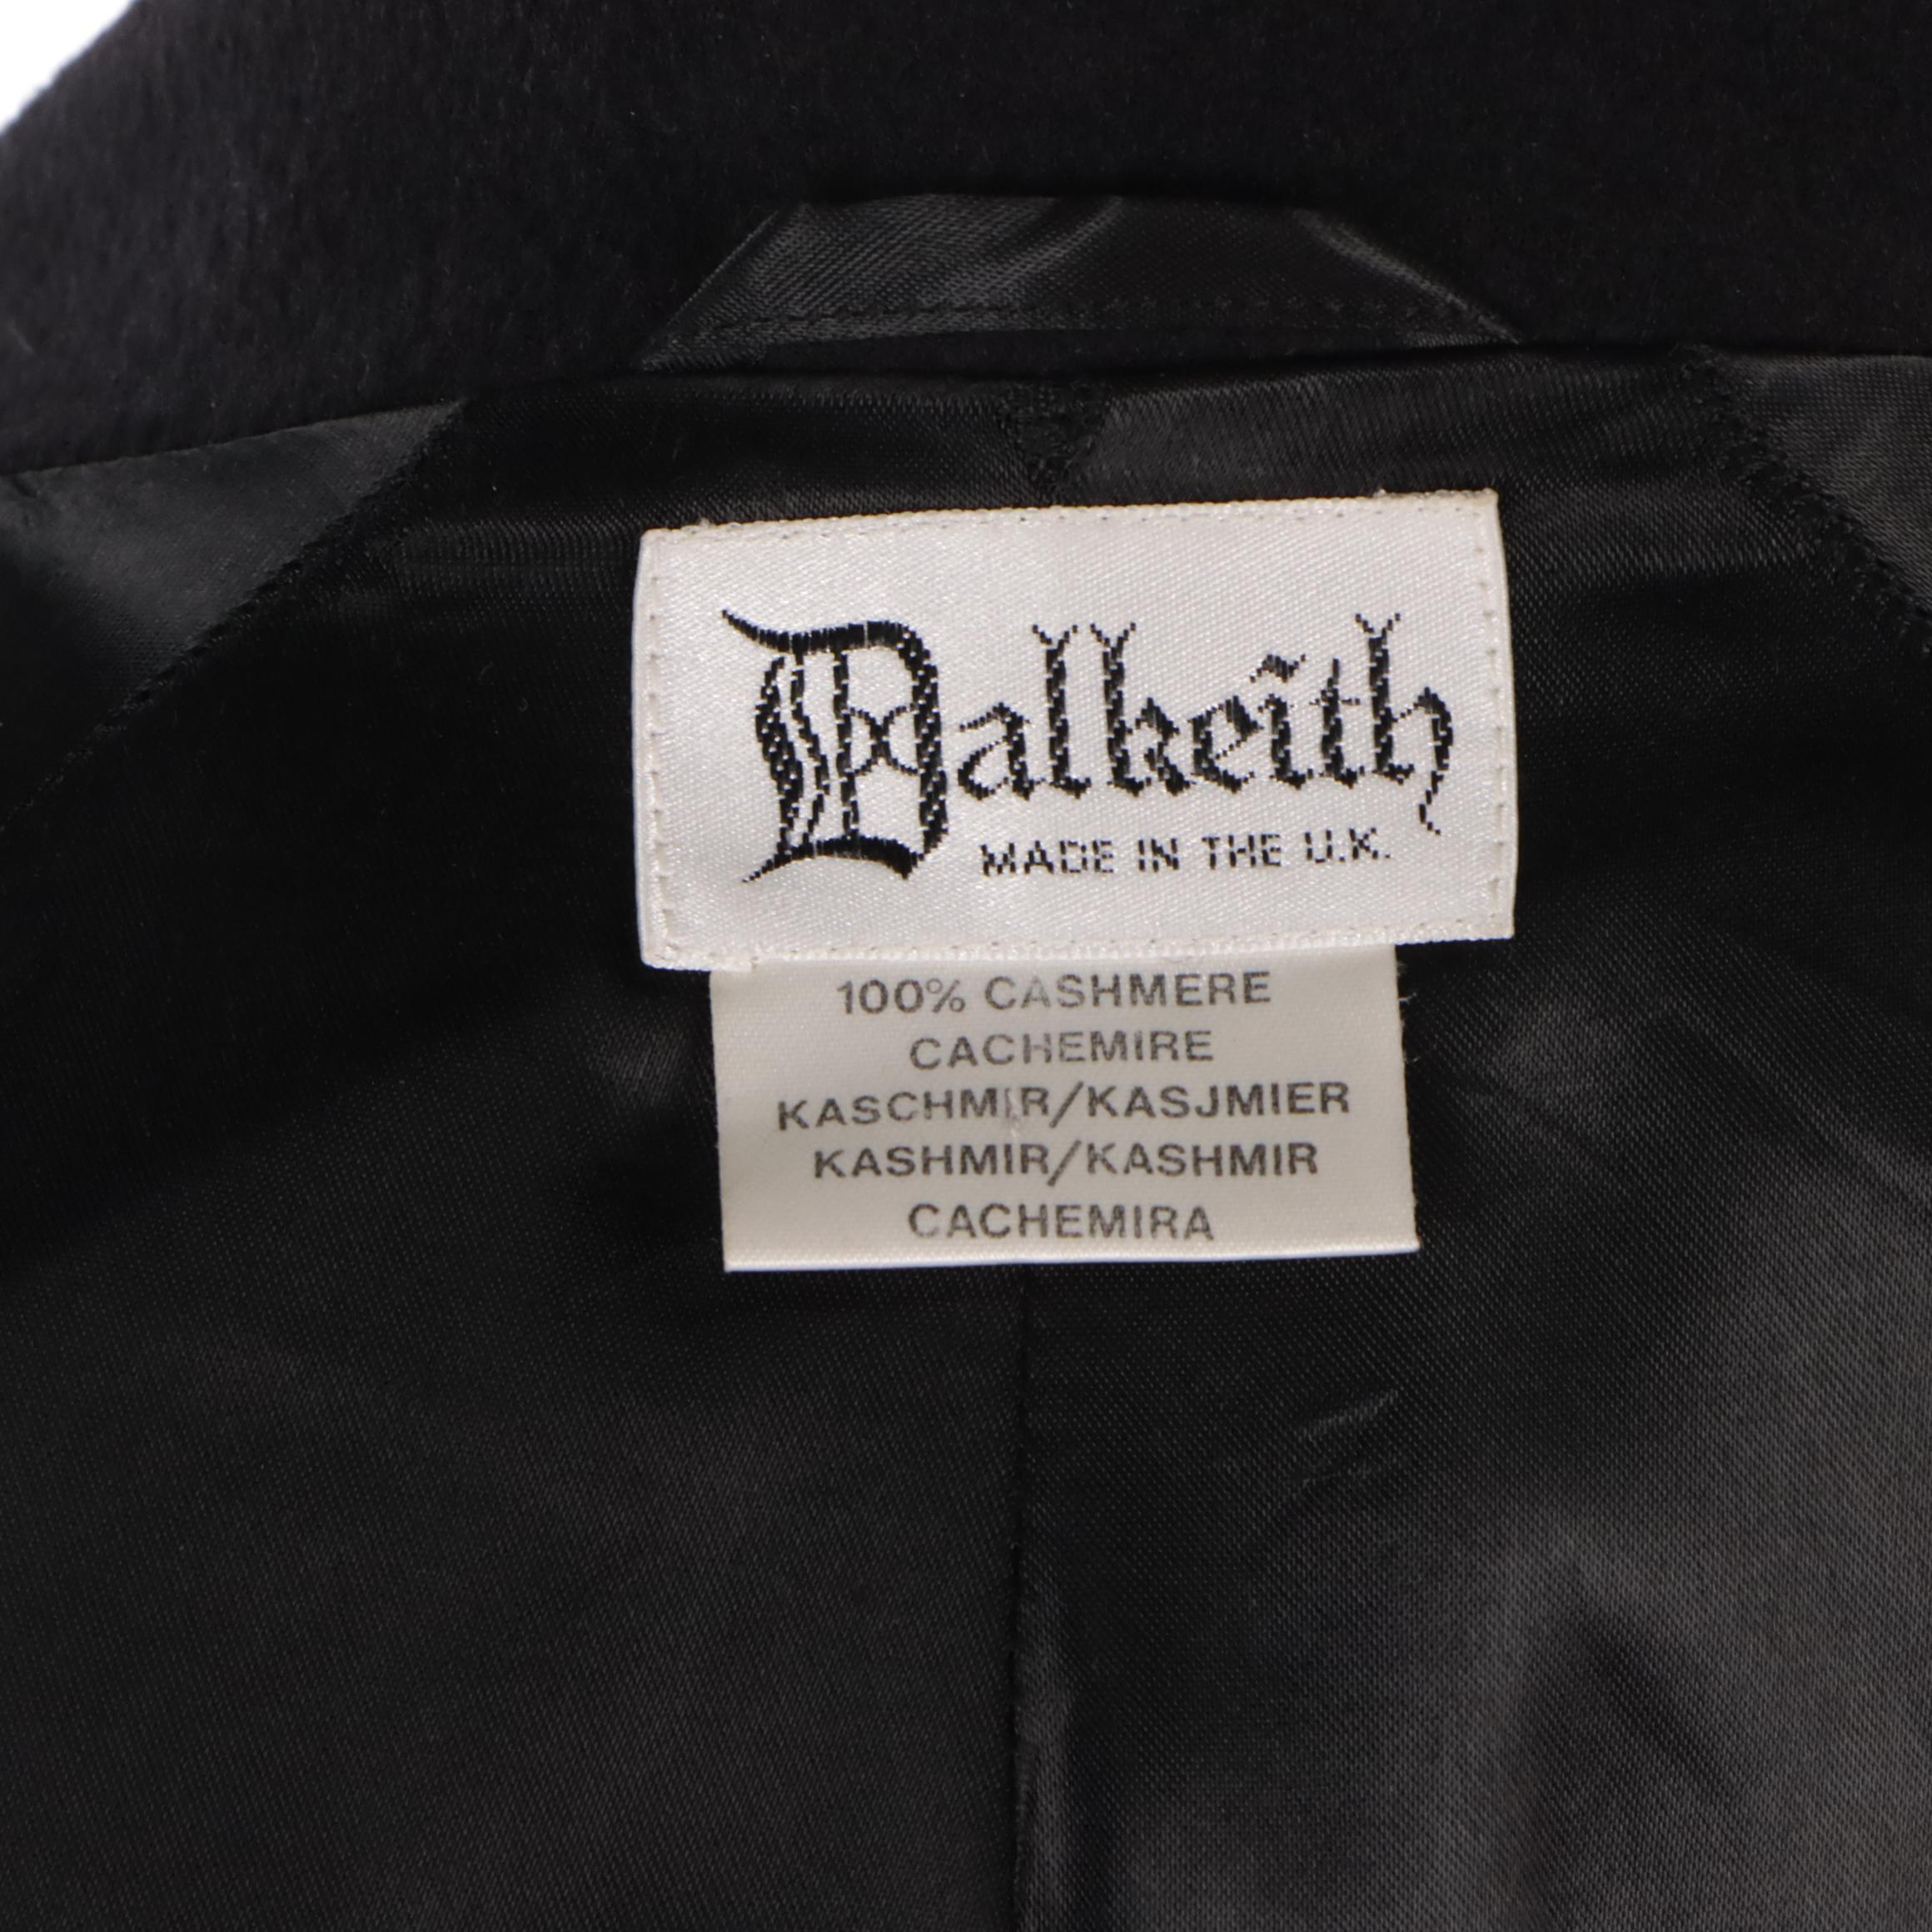 Dalkeith
MADE IN THE U.K.
100% CASHMERE
CACHEMIRE
KASCHMIR/KASJMIER
KASHMIR/KASHMIR
CACHEMIRA